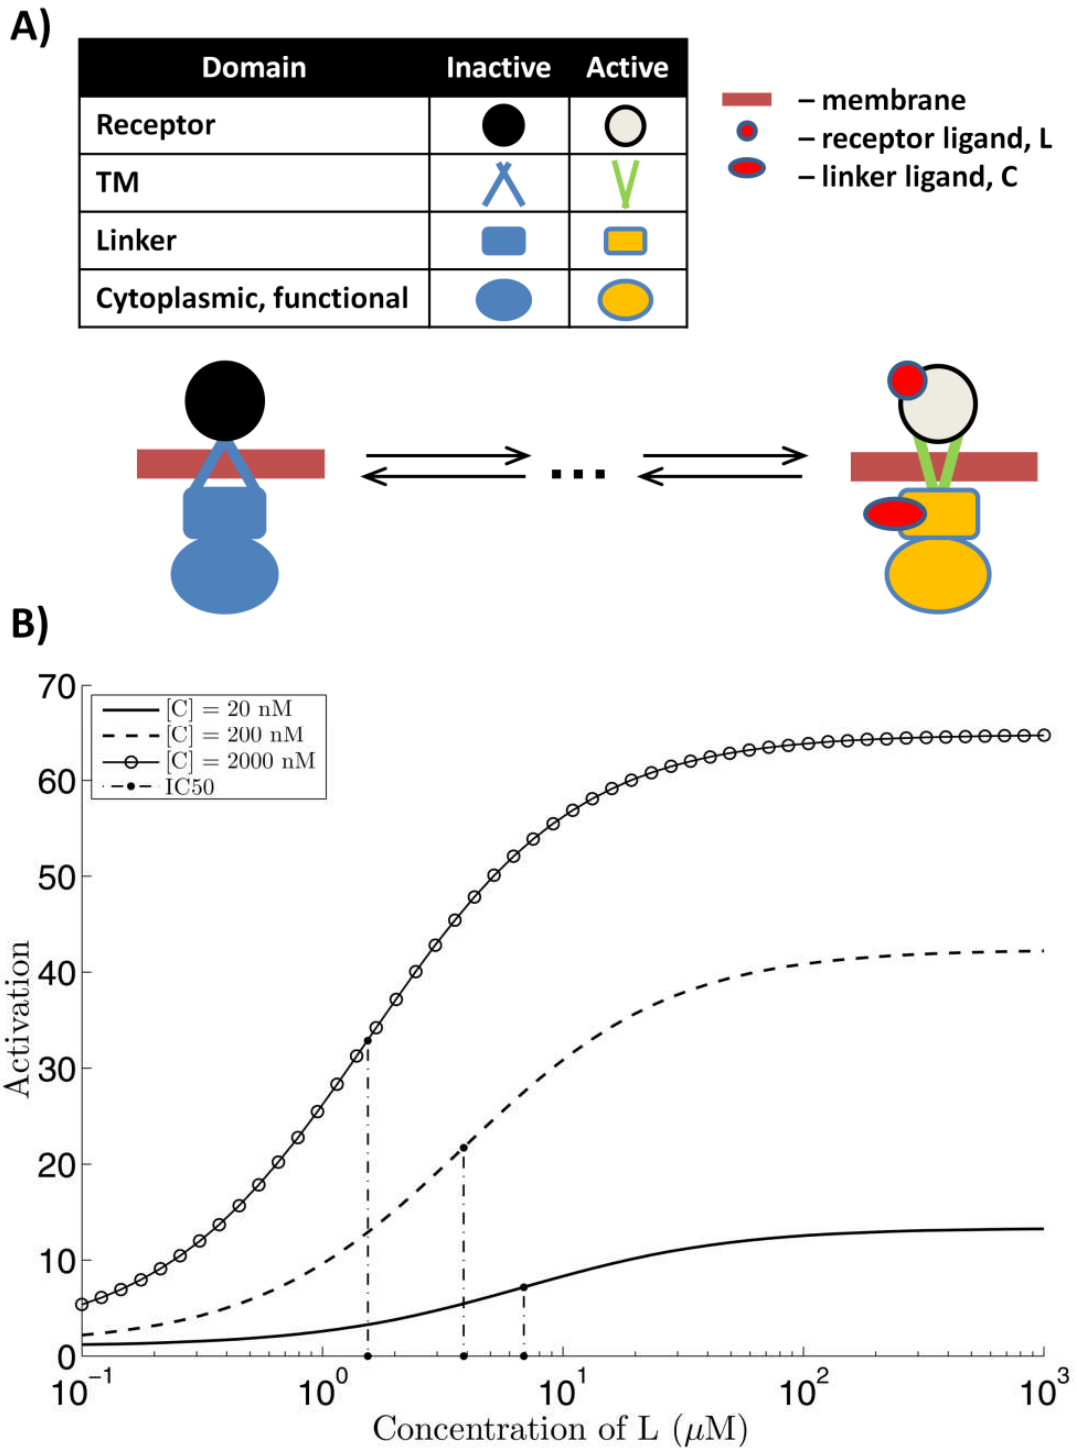 A)
Domain Inactive Active
Receptor
TM
Linker
Cytoplasmic, functional
– membrane
– receptor ligand, L
– linker ligand, C
...
B)
[C] = 20 nM
[C] = 200 nM
[C] = 2000 nM
IC50
70
60
50
40
30
20
10
0
Activation
10^-1 10^0 10^1 10^2 10^3
Concentration of L (μM)